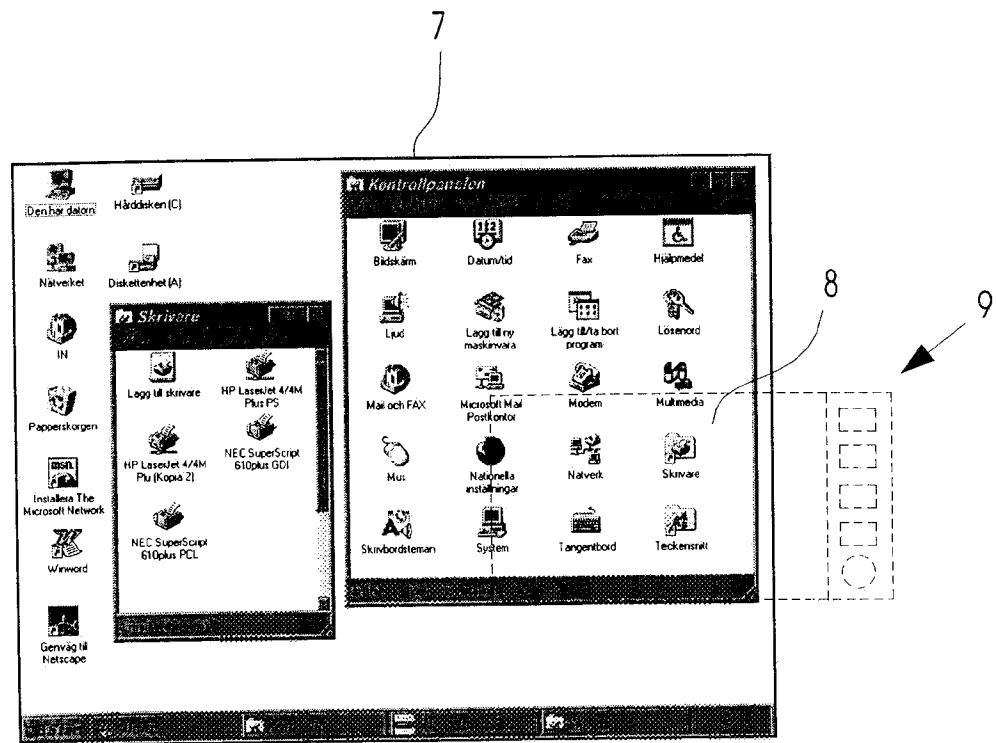 7
Den här datorn
Hårddisken (C)
Nätverket
Diskettenhet (A)
IN
Papperskorgen
msn.
Installera The
Microsoft Network
Winword
Genväg till
Netscape
Skrivare
Lägg till skrivare
HP LaserJet 4/4M
Plus PS
HP LaserJet 4/4M
Plu (Kopia 2)
NEC SuperScript
610plus GDI
NEC SuperScript
610plus PCL
Kontrollpanelen
Bildskärm
Datum/tid
Fax
Hjälpmedel
Ljud
Lägg till ny
maskinvara
Lägg till/ta bort
program
Lösenord
Mail och FAX
Microsoft Mail
Postkontor
Modem
Multimedia
Mus
Nationella
inställningar
Nätverk
Skrivare
Skrivbordsteman
System
Tangentbord
Teckensnitt
8
9